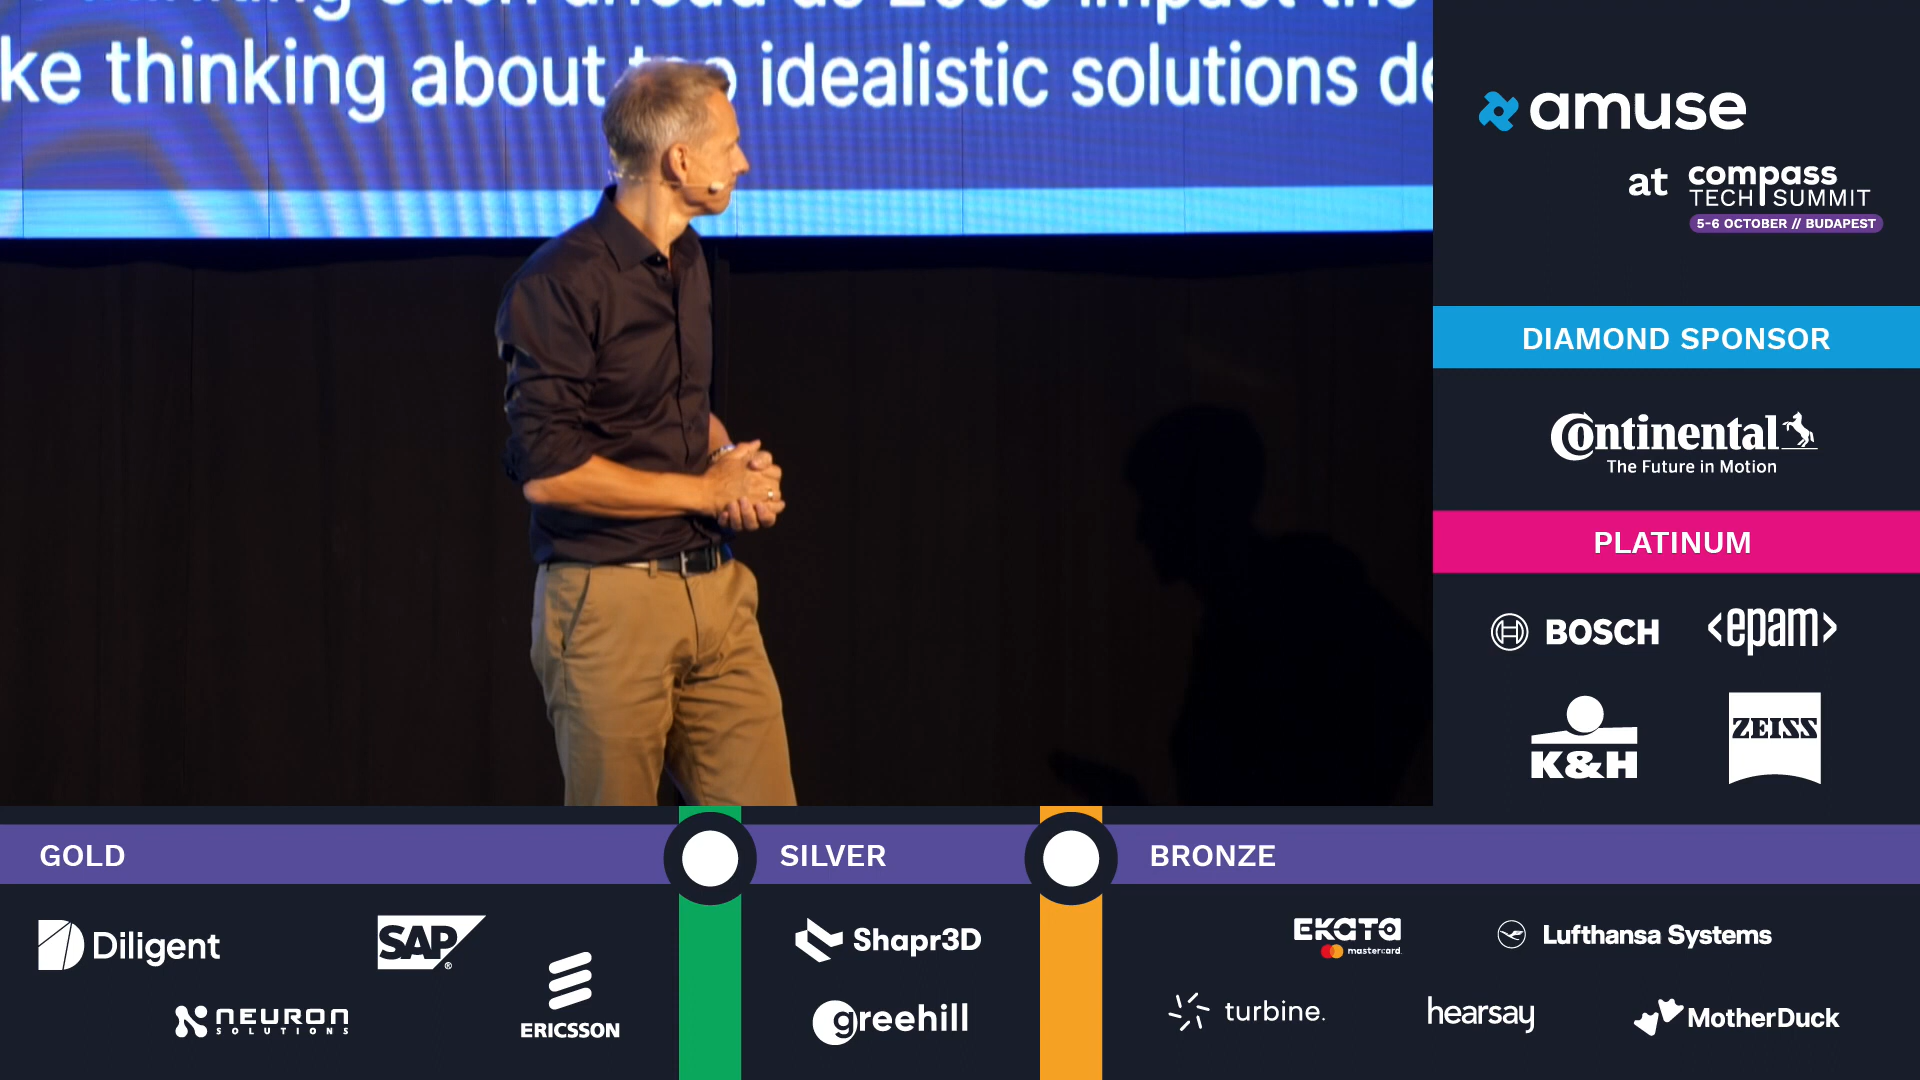 ke thinking about too idealistic solutions de
amuse
at compass
TECH SUMMIT
5-6 OCTOBER // BUDAPEST
DIAMOND SPONSOR
Continental
The Future in Motion
PLATINUM
BOSCH
<epam>
K&H
ZEISS
GOLD
SILVER
BRONZE
Diligent
SAP
®
NEURON
SOLUTIONS
ERICSSON
Shapr3D
greehill
EKATA
mastercard.
Lufthansa Systems
turbine.
hearsay
MotherDuck